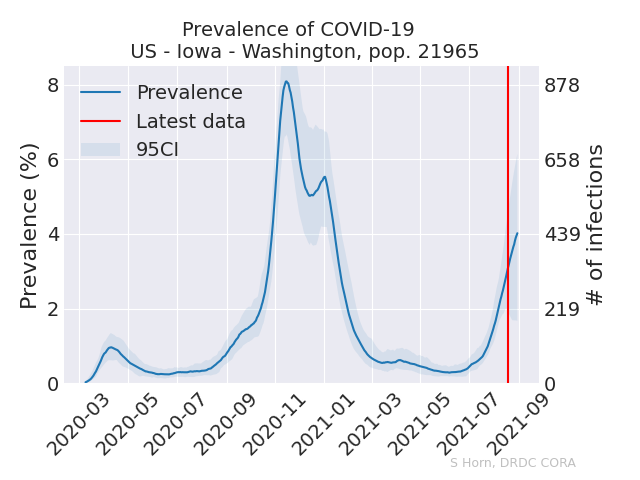 Prevalence of COVID-19
US - Iowa - Washington, pop. 21965
Prevalence
Latest data
95CI
Prevalence (%)
8
6
4
2
0
878
658
439
219
0
# of infections
2020-03
2020-05
2020-07
2020-09
2020-11
2021-01
2021-03
2021-05
2021-07
2021-09
S Horn, DRDC CORA